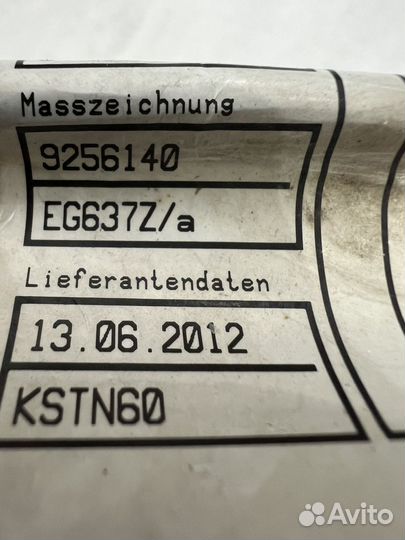 Masszeichnung
9256140
EG637Z/a
Lieferantendaten
13.06.2012
KSTN60
Avito